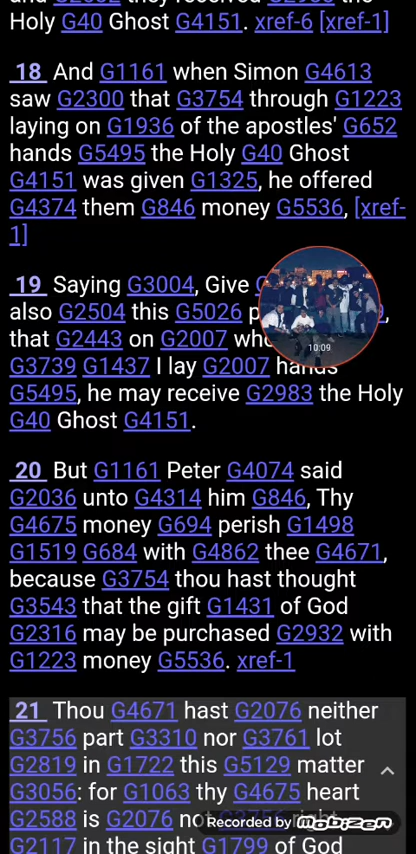 Holy G40 Ghost G4151. xref-6 [xref-1]
18 And G1161 when Simon G4613
saw G2300 that G3754 through G1223
laying on G1936 of the apostles' G652
hands G5495 the Holy G40 Ghost
G4151 was given G1325, he offered
G4374 them G846 money G5536, [xref-
1]
19 Saying G3004, Give
also G2504 this G5026
that G2443 on G2007
10:09
G3739 G1437 I lay G2007 hands
G5495, he may receive G2983 the Holy
G40 Ghost G4151.
20 But G1161 Peter G4074 said
G2036 unto G4314 him G846, Thy
G4675 money G694 perish G1498
G1519 G684 with G4862 thee G4671,
because G3754 thou hast thought
G3543 that the gift G1431 of God
G2316 may be purchased G2932 with
G1223 money G5536. xref-1
21 Thou G4671 hast G2076 neither
G3756 part G3310 nor G3761 lot
G2819 in G1722 this G5129 matter
G3056: for G1063 thy G4675 heart
G2588 is G2076
Recorded by mobizen
G2117 in the sight G1799 of God